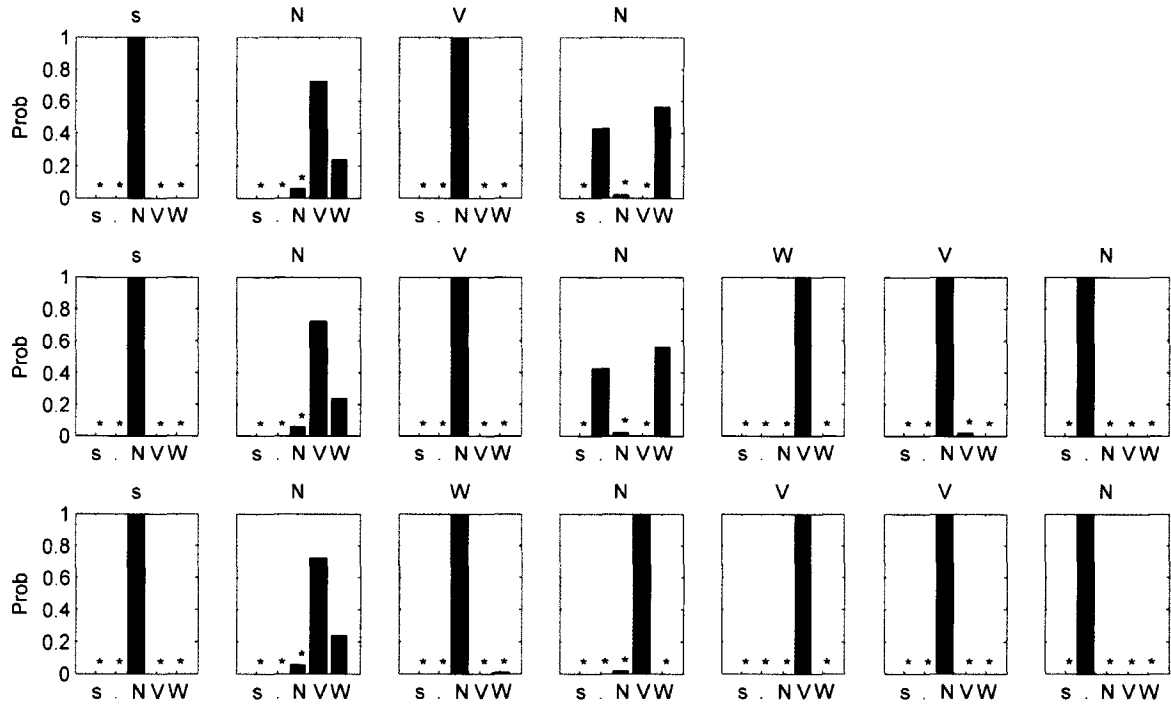 s N V N
1
0.8
0.6
0.4
0.2
0
Prob
* * * *
* * * * *
* * * *
* * *
s . N V W s . N V W s . N V W s . N V W
s N V N W V N
1
0.8
0.6
0.4
0.2
0
Prob
* * * *
* * *
* * * *
* * *
* * * *
* * * *
* * * *
s . N V W s . N V W s . N V W s . N V W s . N V W s . N V W s . N V W
s N W N V V N
1
0.8
0.6
0.4
0.2
0
Prob
* * * *
* * *
* * * *
* * * *
* * * *
* * * *
* * * *
s . N V W s . N V W s . N V W s . N V W s . N V W s . N V W s . N V W